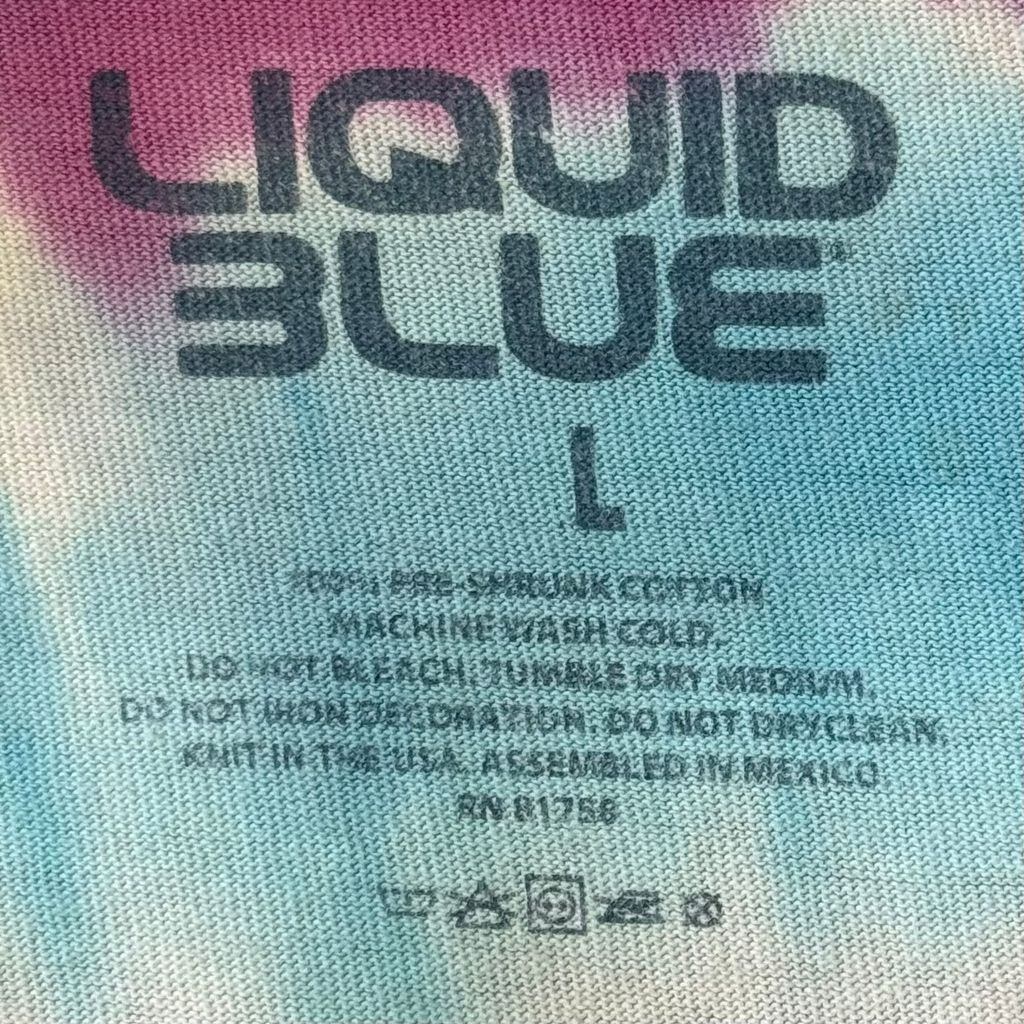 LIQUID
BLUE®
L
100% PRE-SHRUNK COTTON
MACHINE WASH COLD.
DO NOT BLEACH. TUMBLE DRY MEDIUM.
DO NOT IRON DECORATION. DO NOT DRYCLEAN.
KNIT IN THE USA. ASSEMBLED IN MEXICO.
RN 81758